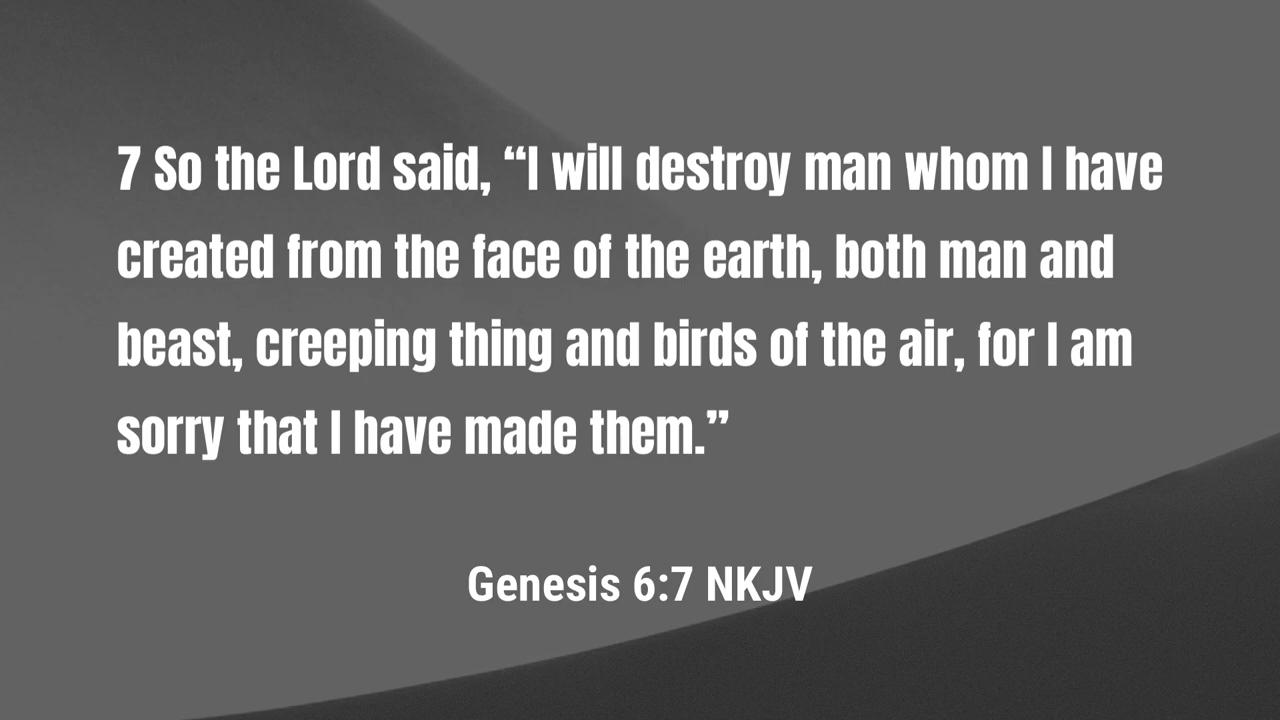 7 So the Lord said, “I will destroy man whom I have
created from the face of the earth, both man and
beast, creeping thing and birds of the air, for I am
sorry that I have made them.”
Genesis 6:7 NKJV